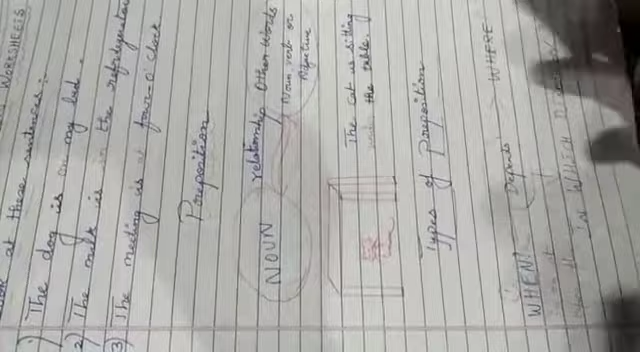 WORKSHEETS
at these sentences:
1) The dog is on my bed.
2) The milk is in the refrigerator
3) The meeting is at four-o'clock.
Preposition
NOUN relationship Other words
Noun verb or
Adjective
The cat is sitting
the table.
Types of Preposition
WHEN! Depends WHERE
IN WHICH